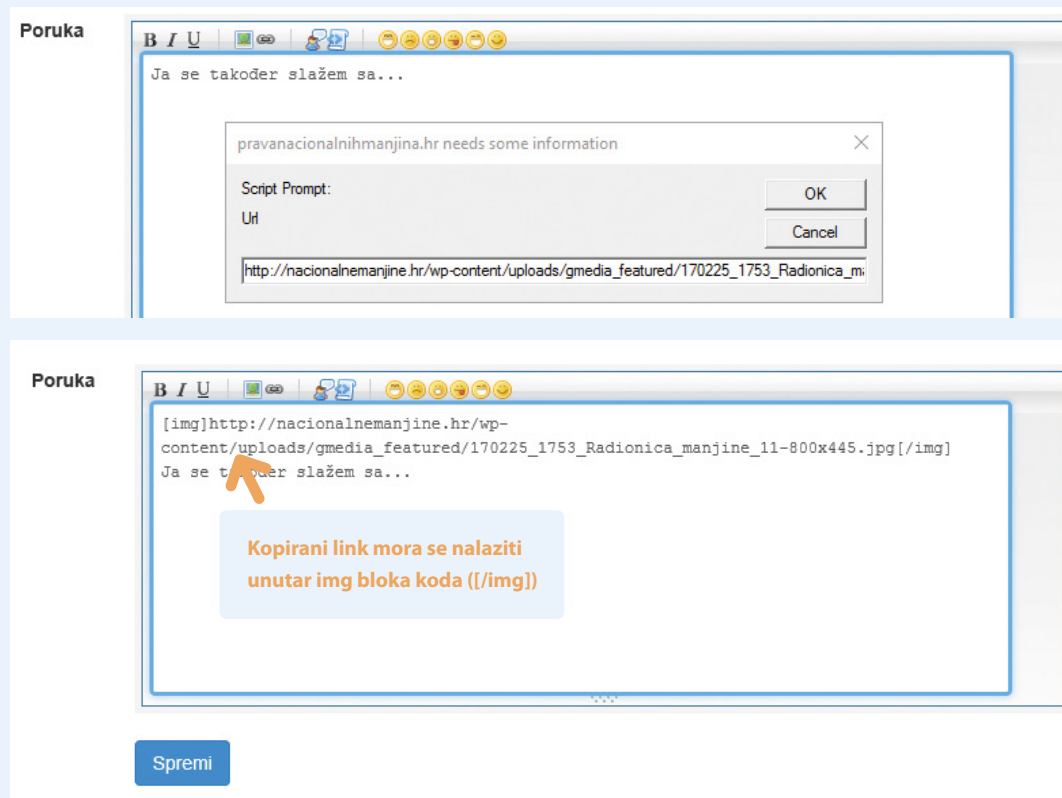 Poruka
B I U
Ja se također slažem sa...
pravanacionalnihmanjina.hr needs some information
Script Prompt:
OK
Url
Cancel
http://nacionalnemanjine.hr/wp-content/uploads/gmedia_featured/170225_1753_Radionica_m
Poruka
B I U
[img]http://nacionalnemanjine.hr/wp-
content/uploads/gmedia_featured/170225_1753_Radionica_manjine_11-800x445.jpg[/img]
Ja se također slažem sa...
Kopirani link mora se nalaziti
unutar img bloka koda ([/img])
Spremi